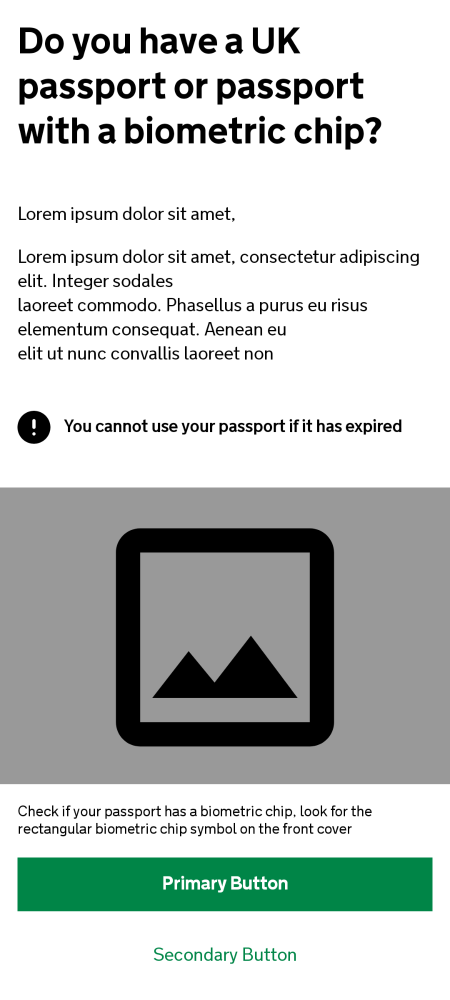 Do you have a UK
passport or passport
with a biometric chip?
Lorem ipsum dolor sit amet,
Lorem ipsum dolor sit amet, consectetur adipiscing
elit. Integer sodales
laoreet commodo. Phasellus a purus eu risus
elementum consequat. Aenean eu
elit ut nunc convallis laoreet non
You cannot use your passport if it has expired
Check if your passport has a biometric chip, look for the
rectangular biometric chip symbol on the front cover
Primary Button
Secondary Button